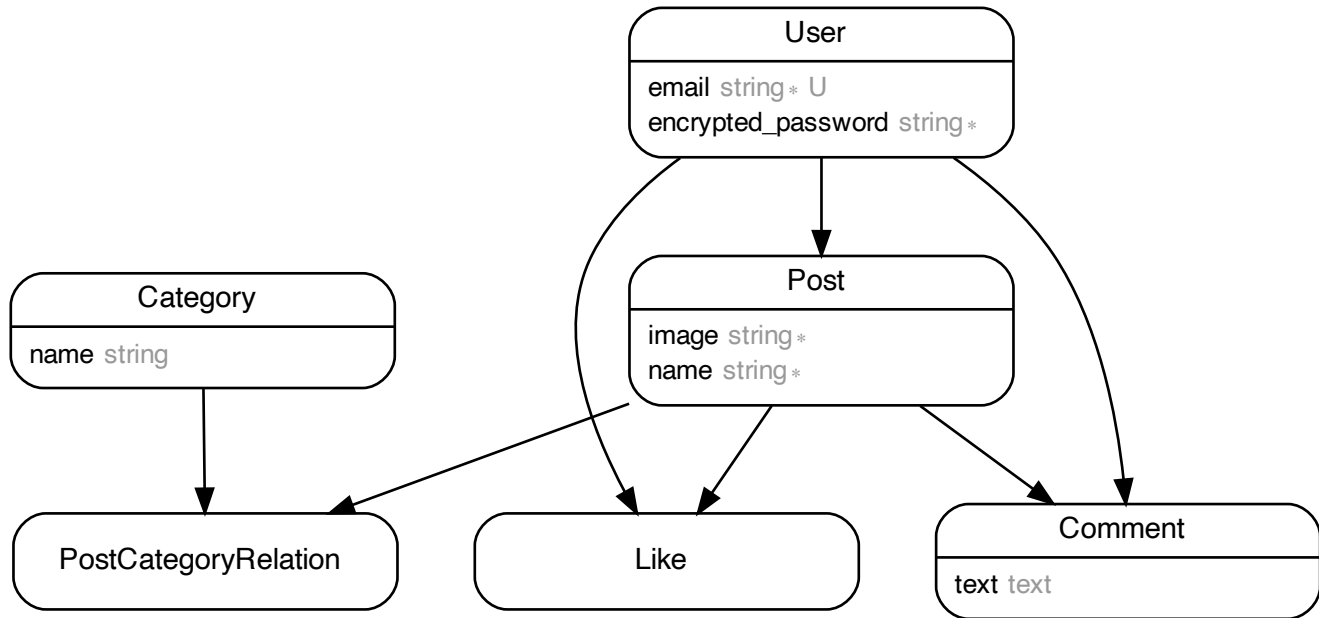 User
email string* U
encrypted_password string*
Category
name string
Post
image string*
name string*
PostCategoryRelation
Like
Comment
text text